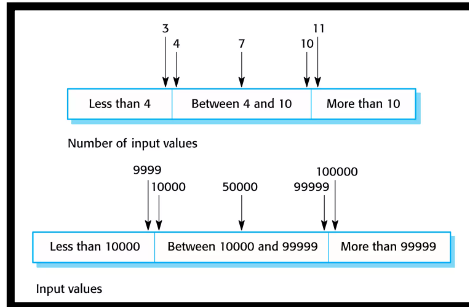 3 11
4 7 10
Less than 4 Between 4 and 10 More than 10
Number of input values
9999 100000
10000 50000 99999
Less than 10000 Between 10000 and 99999 More than 99999
Input values